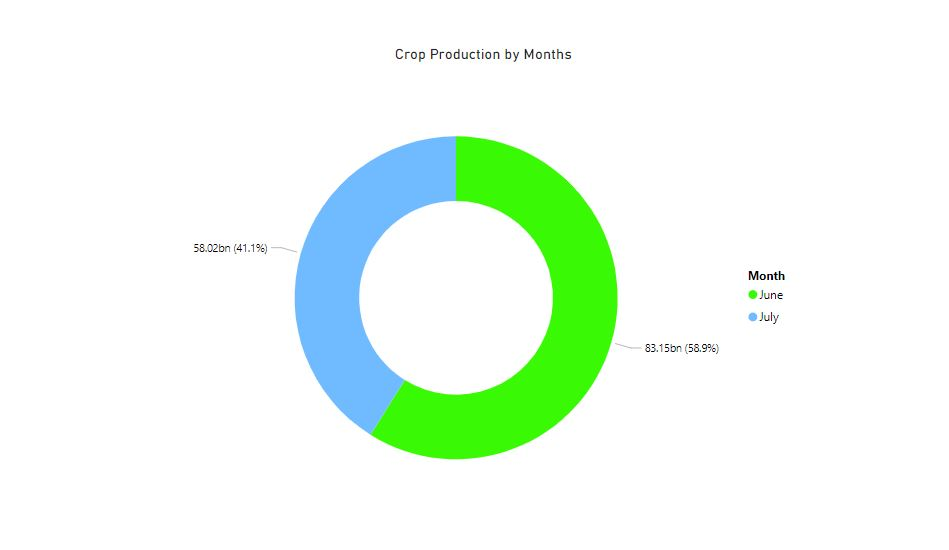 Crop Production by Months
58.02bn (41.1%)
Month
June
July
83.15bn (58.9%)